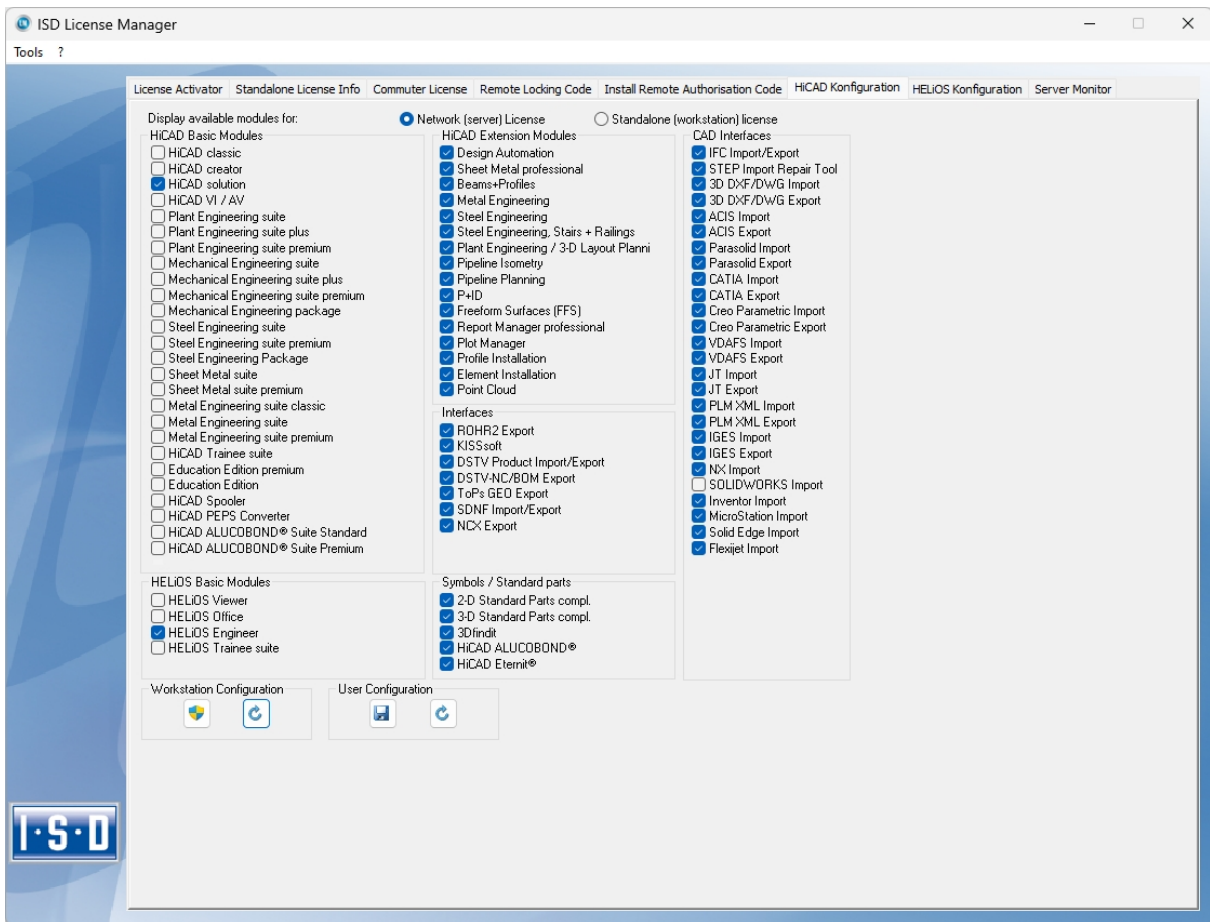 ISD License Manager
Tools ?
License Activator Standalone License Info Commuter License Remote Locking Code Install Remote Authorisation Code HiCAD Konfiguration HELiOS Konfiguration Server Monitor
Display available modules for: Network (server) License Standalone (workstation) license
HiCAD Basic Modules
HiCAD classic
HiCAD creator
HiCAD solution
HiCAD VI / AV
Plant Engineering suite
Plant Engineering suite plus
Plant Engineering suite premium
Mechanical Engineering suite
Mechanical Engineering suite plus
Mechanical Engineering suite premium
Mechanical Engineering package
Steel Engineering suite
Steel Engineering suite premium
Steel Engineering Package
Sheet Metal suite
Sheet Metal suite premium
Metal Engineering suite classic
Metal Engineering suite
Metal Engineering suite premium
HiCAD Trainee suite
Education Edition premium
Education Edition
HiCAD Spooler
HiCAD PEPS Converter
HiCAD ALUCOBOND® Suite Standard
HiCAD ALUCOBOND® Suite Premium
HELiOS Basic Modules
HELiOS Viewer
HELiOS Office
HELiOS Engineer
HELiOS Trainee suite
HiCAD Extension Modules
Design Automation
Sheet Metal professional
Beams+Profiles
Metal Engineering
Steel Engineering
Steel Engineering, Stairs + Railings
Plant Engineering / 3-D Layout Planni
Pipeline Isometry
Pipeline Planning
P+ID
Freeform Surfaces (FFS)
Report Manager professional
Plot Manager
Profile Installation
Element Installation
Point Cloud
Interfaces
ROHR2 Export
KISSsoft
DSTV Product Import/Export
DSTV-NC/BOM Export
ToPs GEO Export
SDNF Import/Export
NCX Export
Symbols / Standard parts
2-D Standard Parts compl.
3-D Standard Parts compl.
3Dfindit
HiCAD ALUCOBOND®
HiCAD Eternit®
CAD Interfaces
IFC Import/Export
STEP Import Repair Tool
3D DXF/DWG Import
3D DXF/DWG Export
ACIS Import
ACIS Export
Parasolid Import
Parasolid Export
CATIA Import
CATIA Export
Creo Parametric Import
Creo Parametric Export
VDAFS Import
VDAFS Export
JT Import
JT Export
PLM XML Import
PLM XML Export
IGES Import
IGES Export
NX Import
SOLIDWORKS Import
Inventor Import
MicroStation Import
Solid Edge Import
Flexijet Import
Workstation Configuration User Configuration
I·S·D